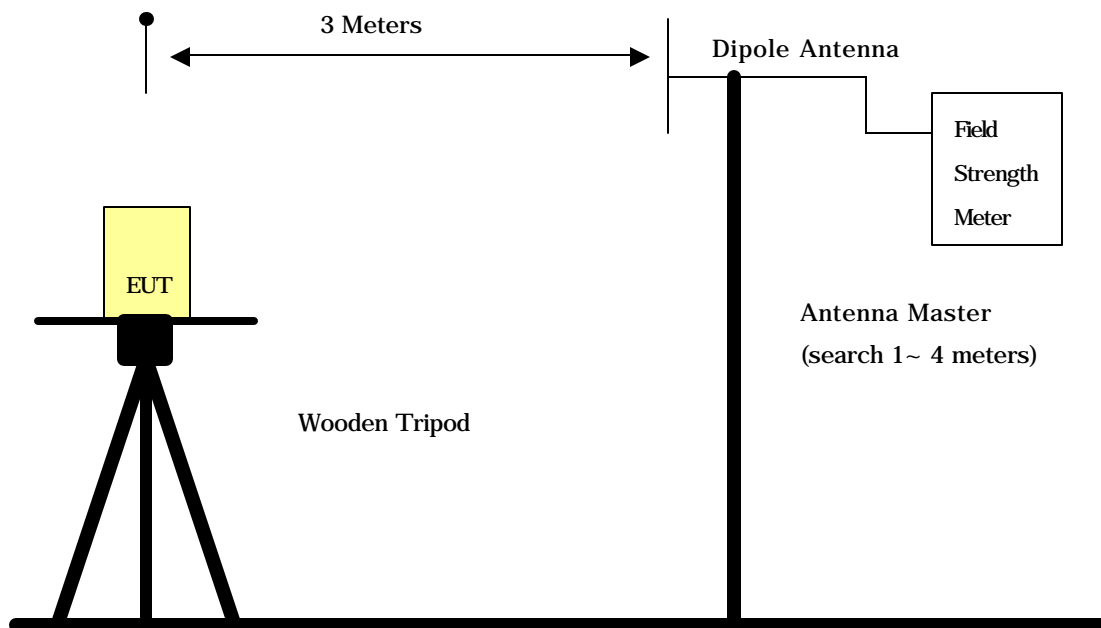 3 Meters
Dipole Antenna
Field
Strength
Meter
EUT
Antenna Master
(search 1~ 4 meters)
Wooden Tripod